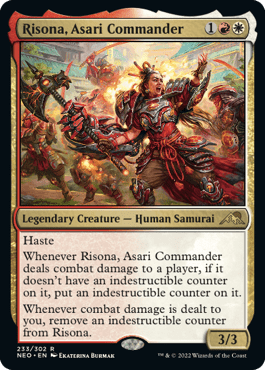 Risona, Asari Commander 1
Legendary Creature — Human Samurai
Haste
Whenever Risona, Asari Commander
deals combat damage to a player, if it
doesn't have an indestructible counter
on it, put an indestructible counter on it.
Whenever combat damage is dealt to
you, remove an indestructible counter
from Risona.
3/3
233/302 R
NEO • EN Ekaterina Burmak
™ & © 2022 Wizards of the Coast